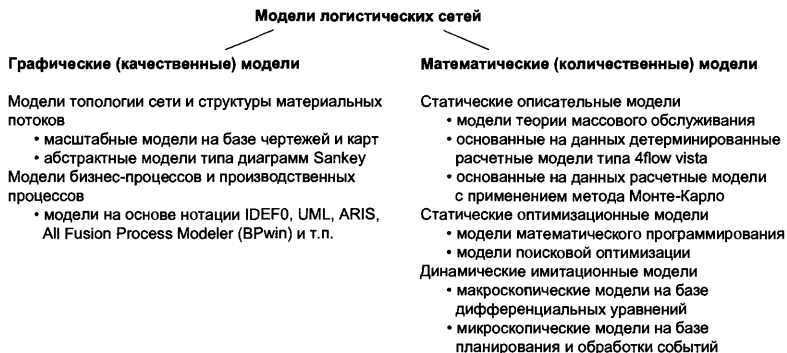 Модели логистических сетей
Графические (качественные) модели
Модели топологии сети и структуры материальных
потоков
• масштабные модели на базе чертежей и карт
• абстрактные модели типа диаграмм Sankey
Модели бизнес-процессов и производственных
процессов
• модели на основе нотации IDEF0, UML, ARIS,
All Fusion Process Modeler (BPwin) и т.п.
Математические (количественные) модели
Статические описательные модели
• модели теории массового обслуживания
• основанные на данных детерминированные
расчетные модели типа 4flow vista
• основанные на данных расчетные модели
с применением метода Монте-Карло
Статические оптимизационные модели
• модели математического программирования
• модели поисковой оптимизации
Динамические имитационные модели
• макроскопические модели на базе
дифференциальных уравнений
• микроскопические модели на базе
планирования и обработки событий